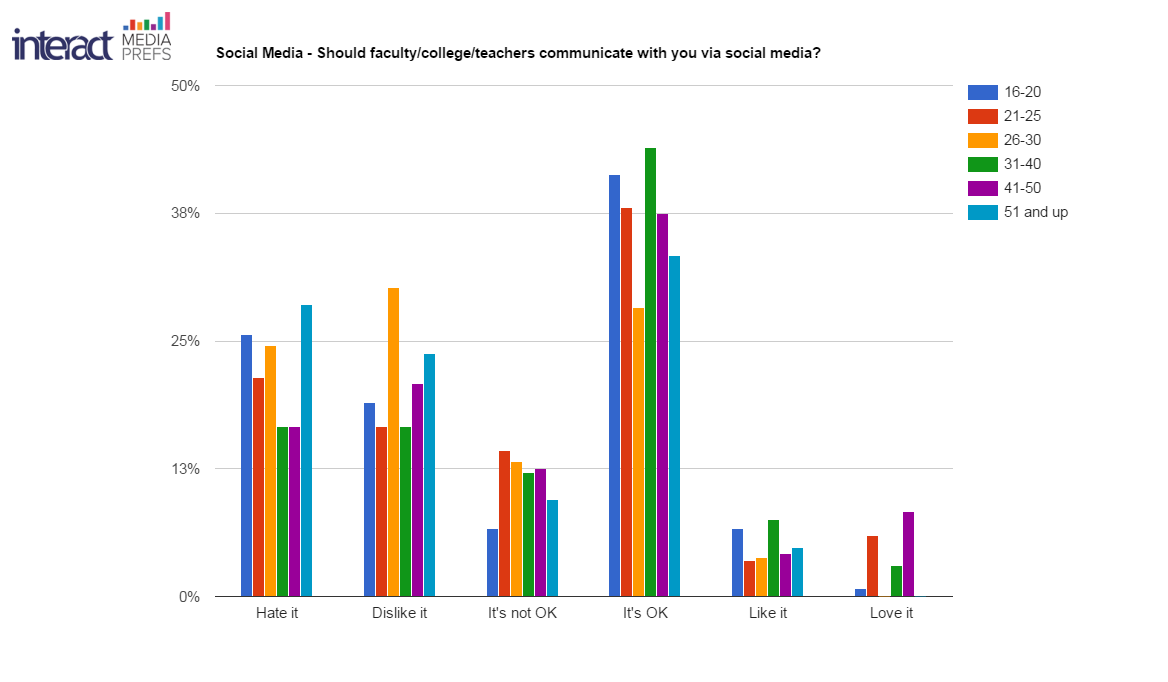 interact
MEDIA
PREFS
Social Media - Should faculty/college/teachers communicate with you via social media?
50%
38%
25%
13%
0%
Hate it
Dislike it
It's not OK
It's OK
Like it
Love it
16-20
21-25
26-30
31-40
41-50
51 and up